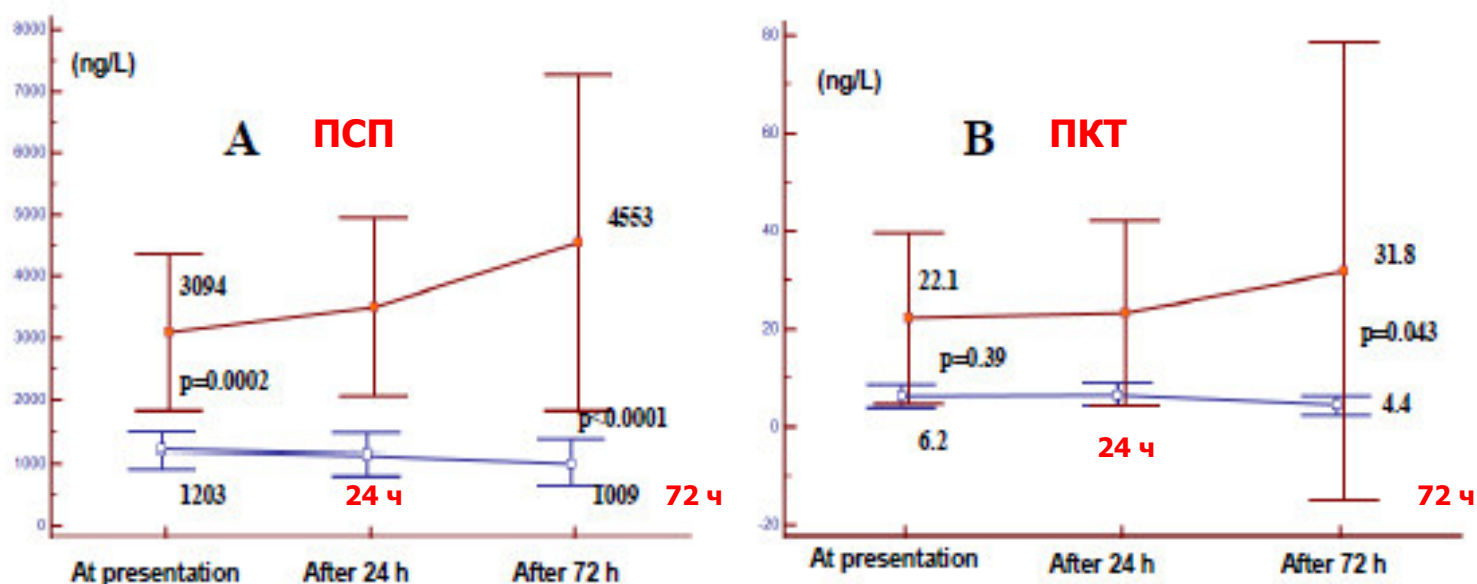 8000
(ng/L)
7000
A ПСП
6000
5000
4553
4000
3094
3000
p=0.0002
2000
p<0.0001
1000
1203
24 ч
1009
72 ч
0
At presentation
After 24 h
After 72 h
80
(ng/L)
60
B ПКТ
40
22.1
31.8
20
p=0.39
p=0.043
4.4
0
6.2
24 ч
72 ч
-20
At presentation
After 24 h
After 72 h